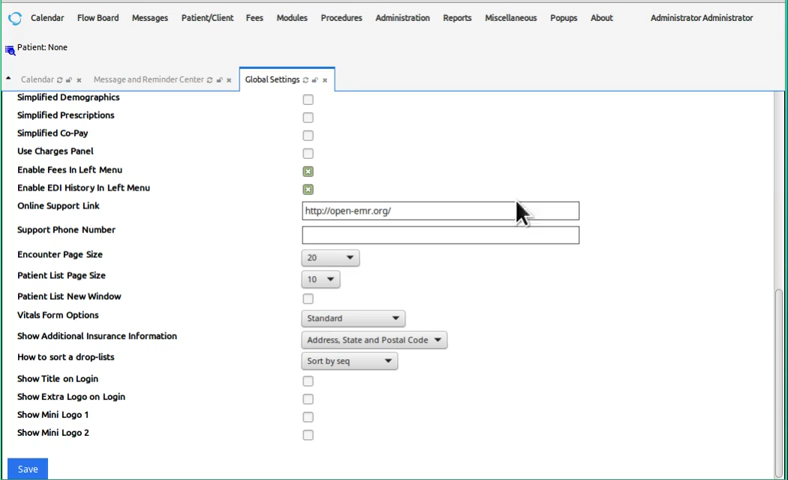 Calendar Flow Board Messages Patient/Client Fees Modules Procedures Administration Reports Miscellaneous Popups About Administrator Administrator
Patient: None
Calendar Message and Reminder Center Global Settings
Simplified Demographics
Simplified Prescriptions
Simplified Co-Pay
Use Charges Panel
Enable Fees In Left Menu
Enable EDI History In Left Menu
Online Support Link http://open-emr.org/
Support Phone Number
Encounter Page Size 20
Patient List Page Size 10
Patient List New Window
Vitals Form Options Standard
Show Additional Insurance Information Address, State and Postal Code
How to sort a drop-lists Sort by seq
Show Title on Login
Show Extra Logo on Login
Show Mini Logo 1
Show Mini Logo 2
Save